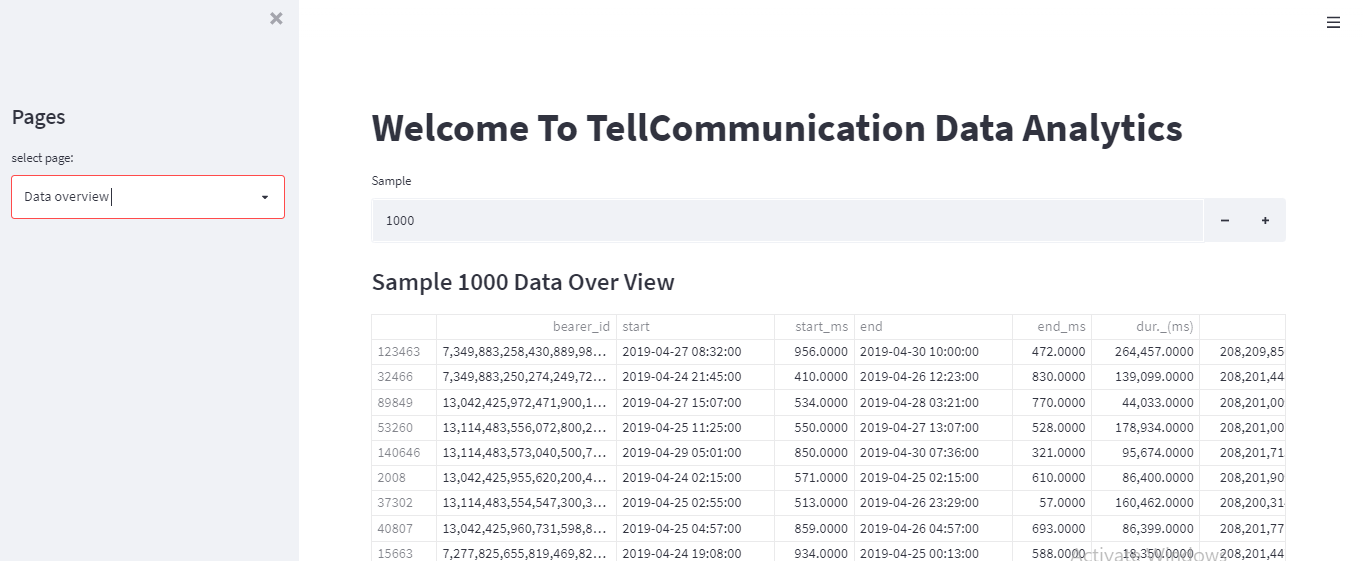 Pages
select page:
Data overview
Welcome To TellCommunication Data Analytics
Sample
1000
Sample 1000 Data Over View
bearer_id start start_ms end end_ms dur._(ms)
123463 7,349,883,258,430,889,98... 2019-04-27 08:32:00 956.0000 2019-04-30 10:00:00 472.0000 264,457.0000 208,209,85
32466 7,349,883,250,274,249,72... 2019-04-24 21:45:00 410.0000 2019-04-26 12:23:00 830.0000 139,099.0000 208,201,44
89849 13,042,425,972,471,900,1... 2019-04-27 15:07:00 534.0000 2019-04-28 03:21:00 770.0000 44,033.0000 208,201,00
53260 13,114,483,556,072,800,2... 2019-04-25 11:25:00 550.0000 2019-04-27 13:07:00 528.0000 178,934.0000 208,201,00
140646 13,114,483,573,040,500,7... 2019-04-29 05:01:00 850.0000 2019-04-30 07:36:00 321.0000 95,674.0000 208,201,71
2008 13,042,425,955,620,200,4... 2019-04-24 02:15:00 571.0000 2019-04-25 02:15:00 610.0000 86,400.0000 208,201,90
37302 13,114,483,554,547,300,3... 2019-04-25 02:55:00 513.0000 2019-04-26 23:29:00 57.0000 160,462.0000 208,200,31
40807 13,042,425,960,731,598,8... 2019-04-25 04:57:00 859.0000 2019-04-26 04:57:00 693.0000 86,399.0000 208,201,77
15663 7,277,825,655,819,469,82... 2019-04-24 19:08:00 934.0000 2019-04-25 00:13:00 588.0000 18,350.0000 208,201,44
Activate Windows